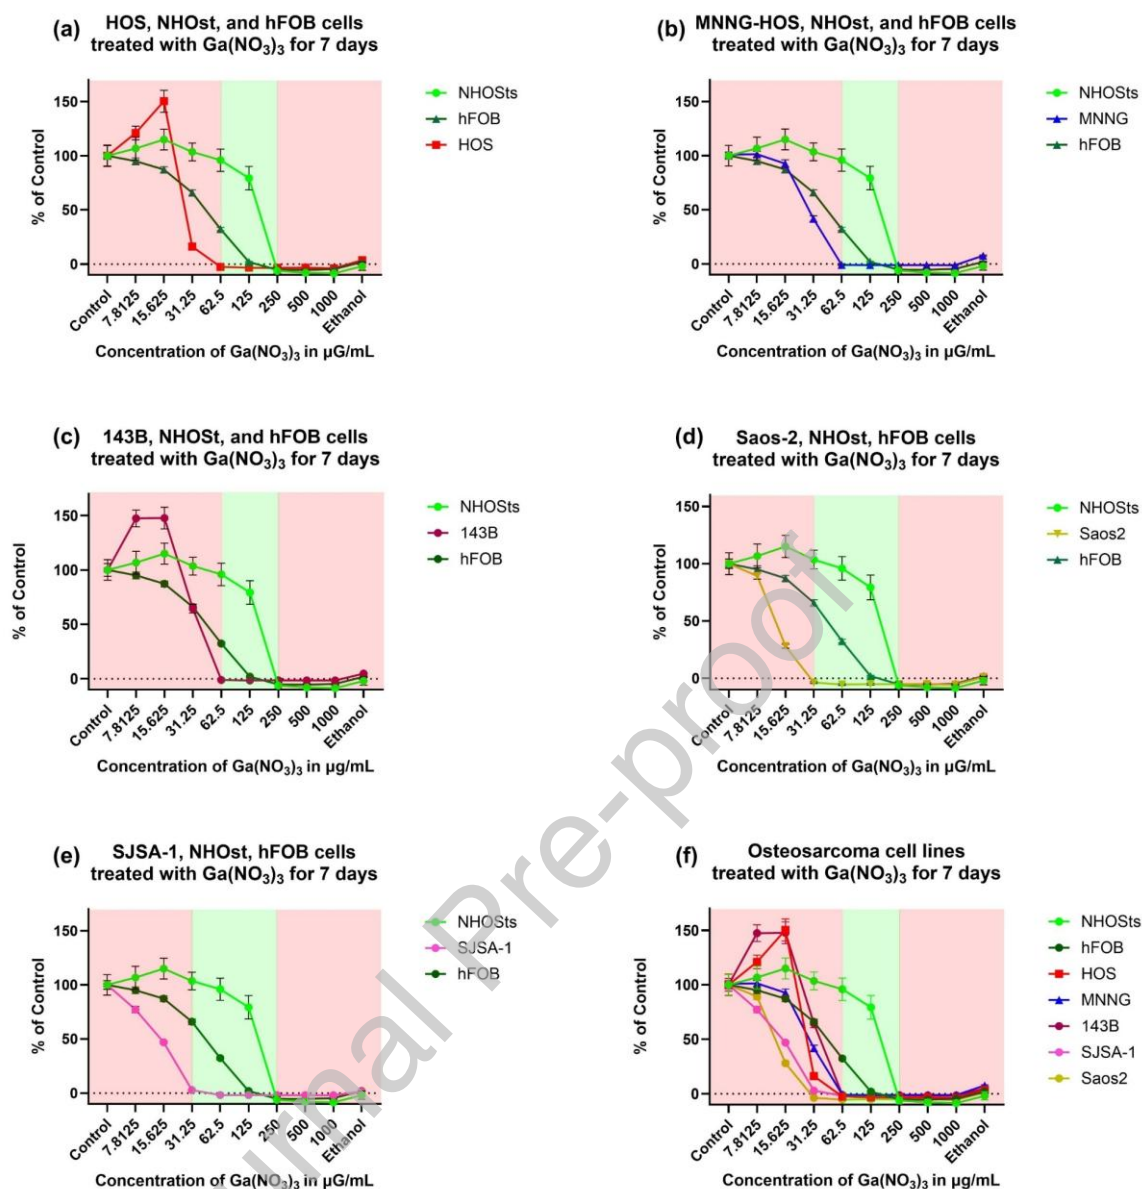 (a) HOS, NHOst, and hFOB cells
treated with Ga(NO₃)₃ for 7 days
% of Control
150
100
50
0
Control
7.8125
15.625
31.25
62.5
125
250
500
1000
Ethanol
Concentration of Ga(NO₃)₃ in µG/mL
NHOSts
hFOB
HOS
(b) MNNG-HOS, NHOst, and hFOB cells
treated with Ga(NO₃)₃ for 7 days
% of Control
150
100
50
0
Control
7.8125
15.625
31.25
62.5
125
250
500
1000
Ethanol
Concentration of Ga(NO₃)₃ in µG/mL
NHOSts
MNNG
hFOB
(c) 143B, NHOSt, and hFOB cells
treated with Ga(NO₃)₃ for 7 days
% of Control
150
100
50
0
Control
7.8125
15.625
31.25
62.5
125
250
500
1000
Ethanol
Concentration of Ga(NO₃)₃ in µg/mL
NHOSts
143B
hFOB
(d) Saos-2, NHOst, hFOB cells
treated with Ga(NO₃)₃ for 7 days
% of Control
150
100
50
0
Control
7.8125
15.625
31.25
62.5
125
250
500
1000
Ethanol
Concentration of Ga(NO₃)₃ in µG/mL
NHOSts
Saos2
hFOB
(e) SJSA-1, NHOst, hFOB cells
treated with Ga(NO₃)₃ for 7 days
% of Control
150
100
50
0
Control
7.8125
15.625
31.25
62.5
125
250
500
1000
Ethanol
Concentration of Ga(NO₃)₃ in µG/mL
NHOSts
SJSA-1
hFOB
(f) Osteosarcoma cell lines
treated with Ga(NO₃)₃ for 7 days
% of Control
150
100
50
0
Control
7.8125
15.625
31.25
62.5
125
250
500
1000
Ethanol
Concentration of Ga(NO₃)₃ in µg/mL
NHOSts
hFOB
HOS
MNNG
143B
SJSA-1
Saos2
Pre-proof